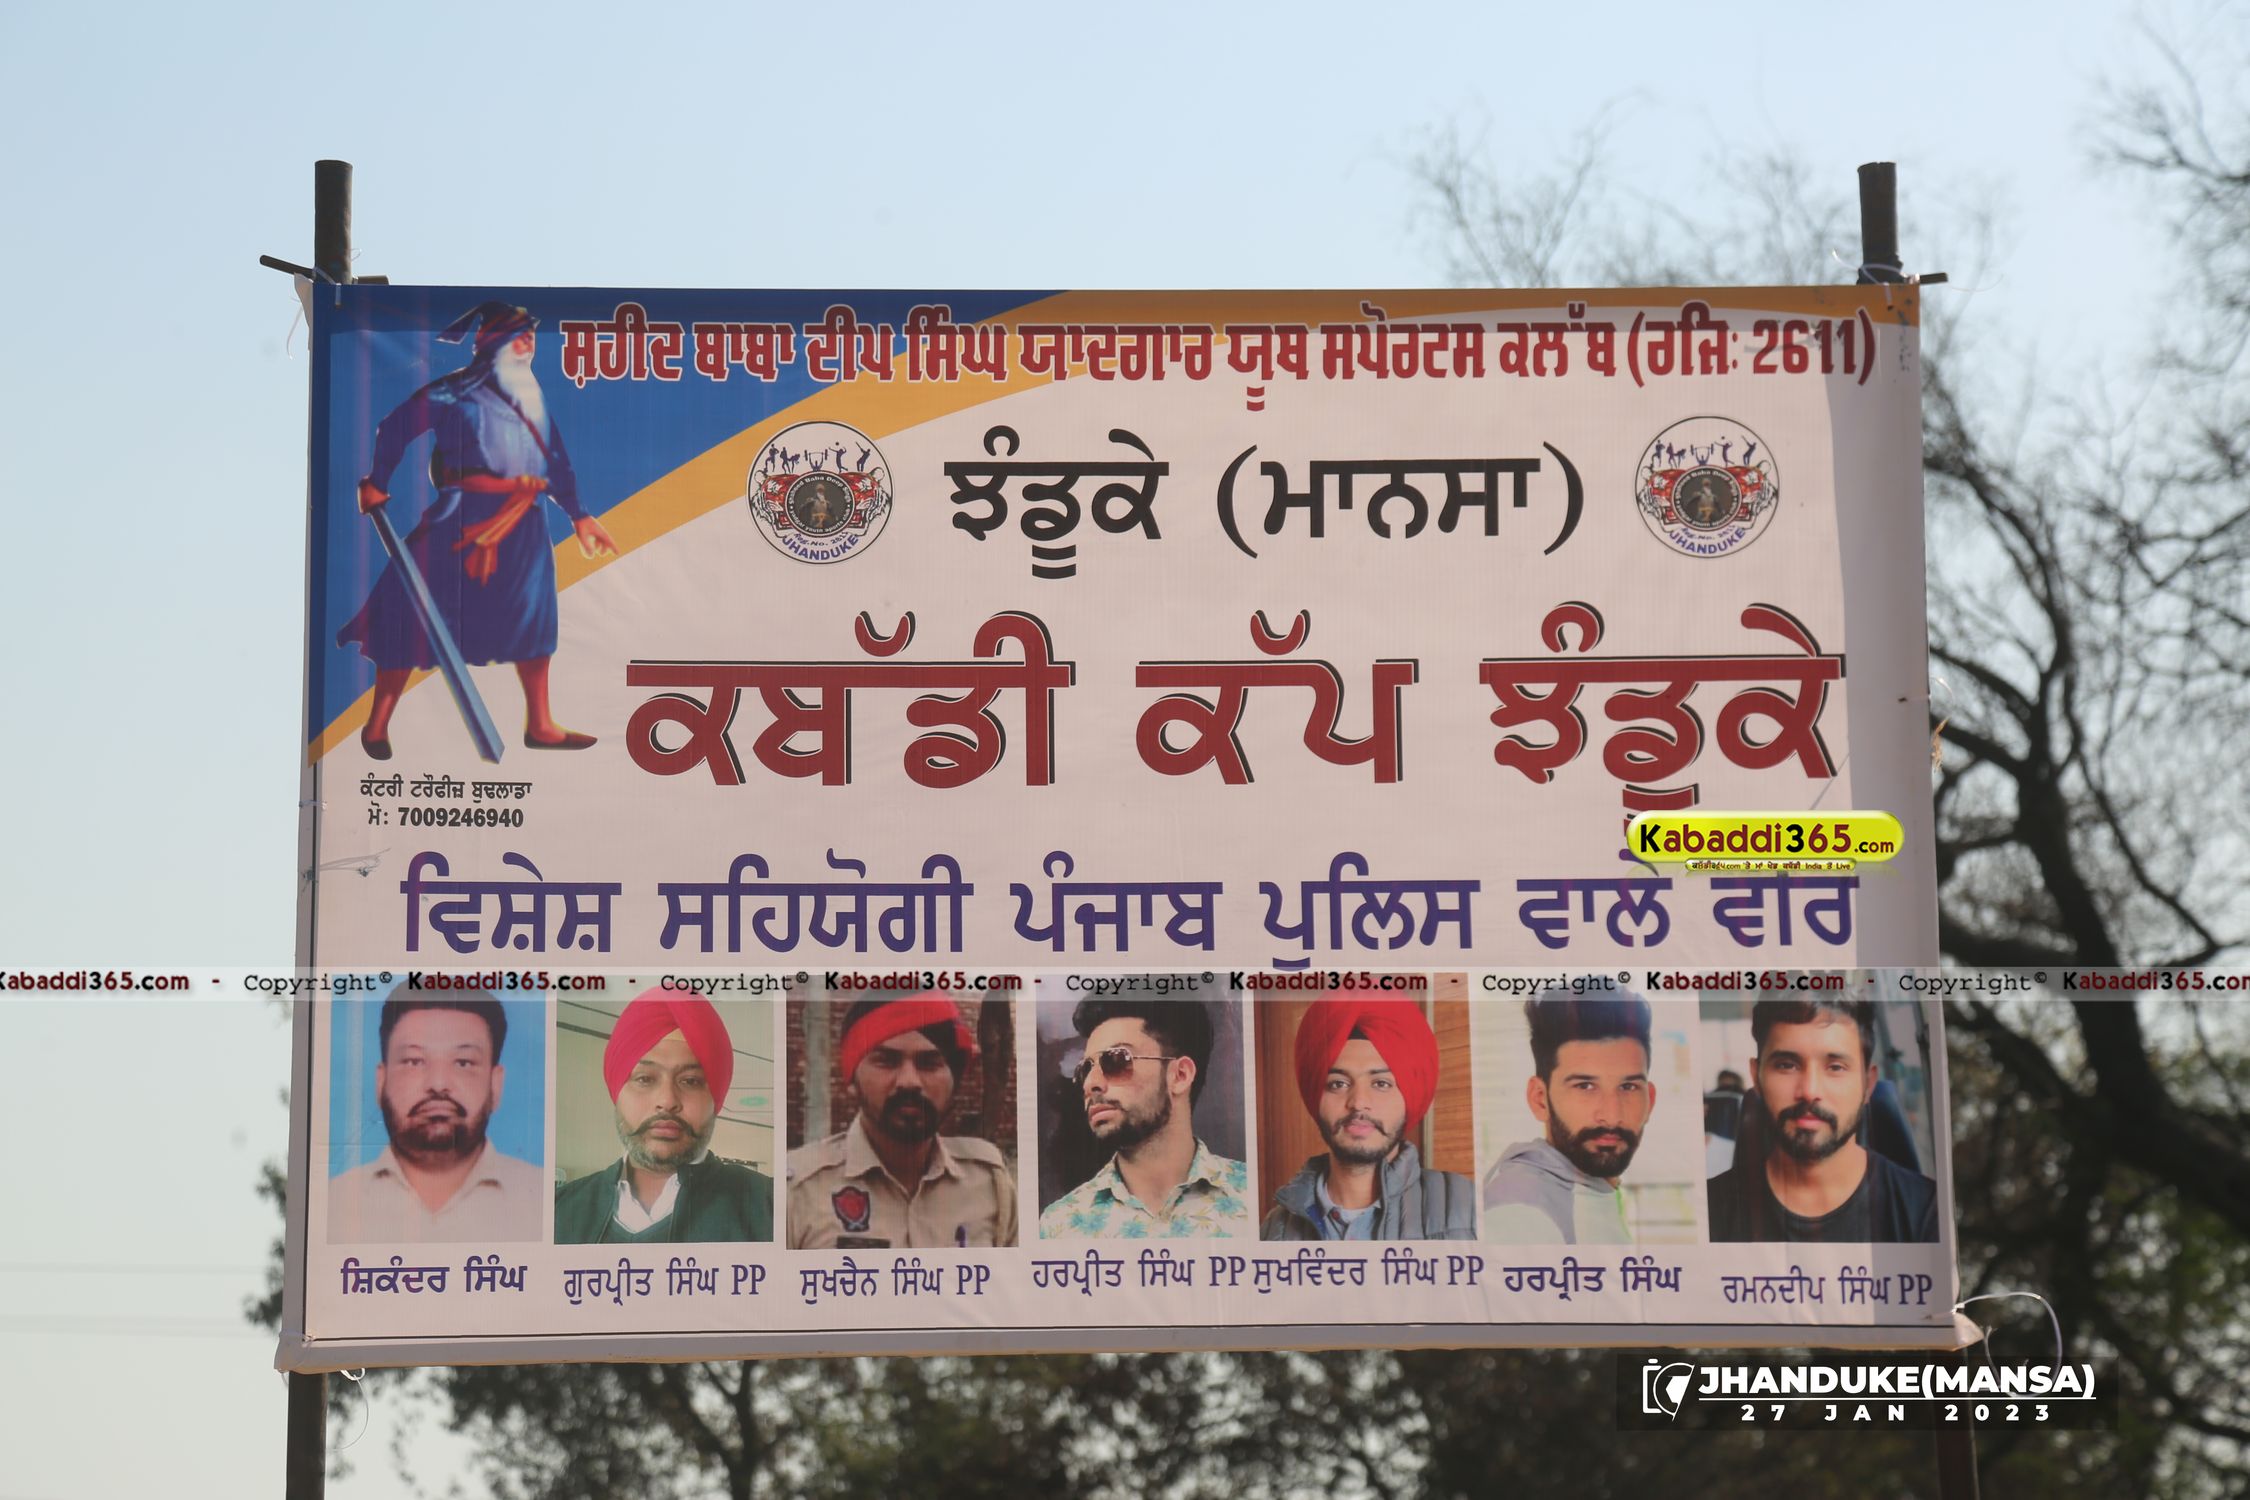 ਸ਼ਹੀਦ ਬਾਬਾ ਦੀਪ ਸਿੰਘ ਯਾਦਗਾਰ ਯੂਥ ਸਪੋਰਟਸ ਕਲੱਬ (ਰਜਿ: 2611)
ਝੰਡੂਕੇ (ਮਾਨਸਾ)
JHANDUKE
JHANDUKE
ਕਬੱਡੀ ਕੱਪ ਝੰਡੂਕੇ
ਕੰਟਰੀ ਟਰੌਫੀਜ਼ ਬੁਢਲਾਡਾ
ਮੋ: 7009246940
Kabaddi365.com
ਵਿਸ਼ੇਸ਼ ਸਹਿਯੋਗੀ ਪੰਜਾਬ ਪੁਲਿਸ ਵਾਲੇ ਵੀਰ
Kabaddi365.com - Copyright© Kabaddi365.com - Copyright© Kabaddi365.com - Copyright© Kabaddi365.com - Copyright© Kabaddi365.com - Copyright© Kabaddi365.com
ਸ਼ਿਕੰਦਰ ਸਿੰਘ ਗੁਰਪ੍ਰੀਤ ਸਿੰਘ PP ਸੁਖਚੈਨ ਸਿੰਘ PP ਹਰਪ੍ਰੀਤ ਸਿੰਘ PP ਸੁਖਵਿੰਦਰ ਸਿੰਘ PP ਹਰਪ੍ਰੀਤ ਸਿੰਘ ਰਮਨਦੀਪ ਸਿੰਘ PP
JHANDUKE(MANSA)
27 JAN 2023